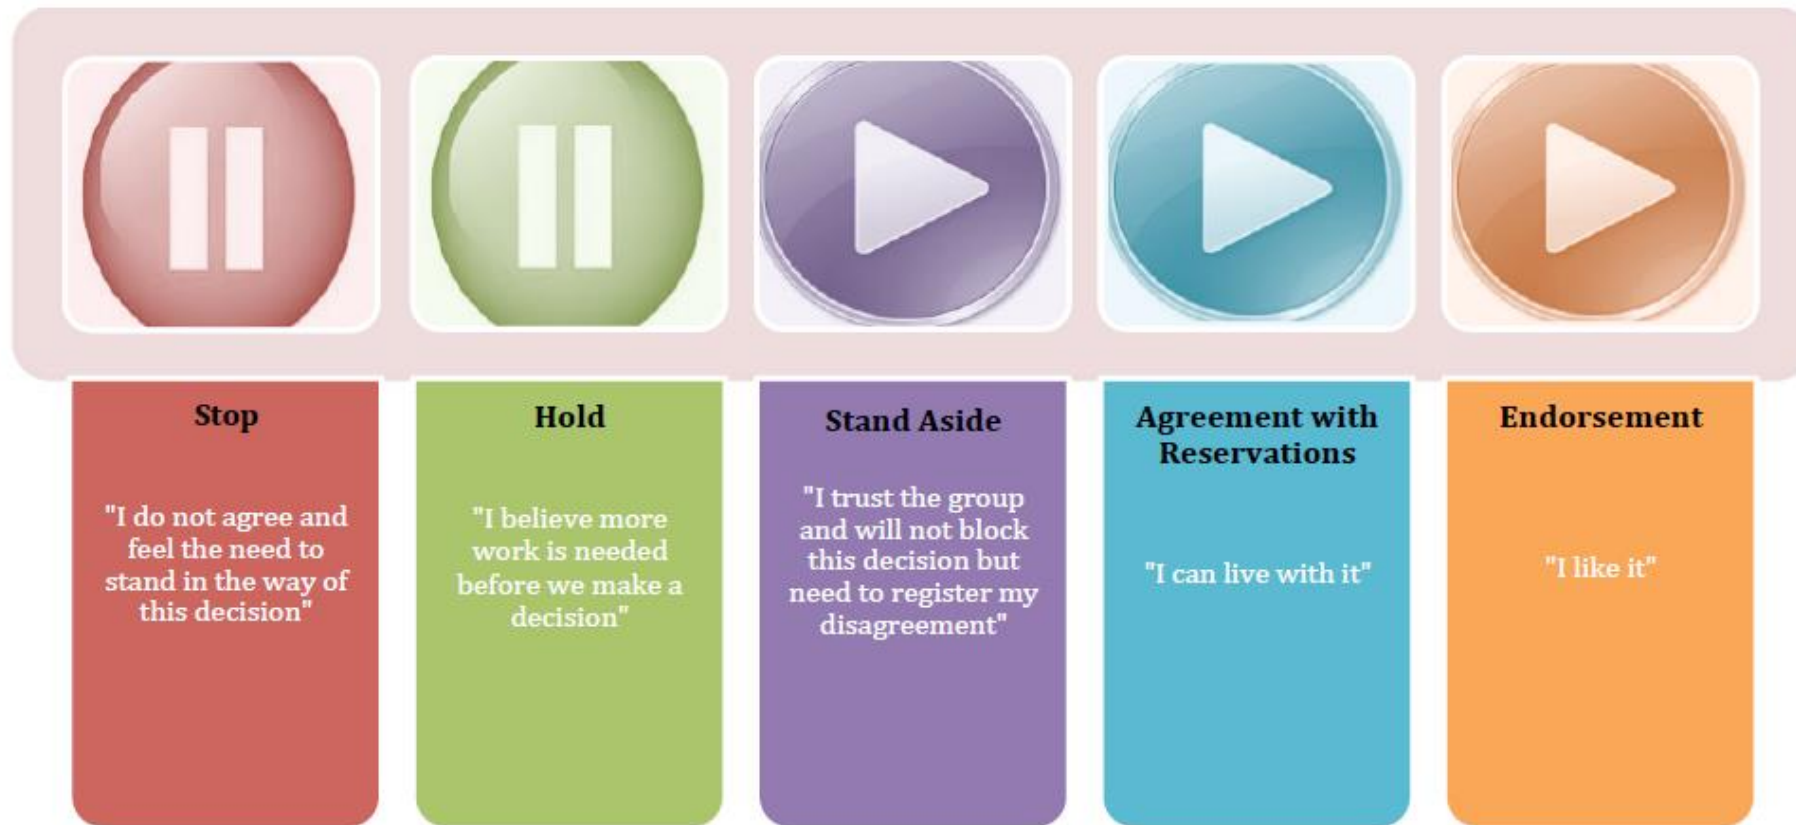 Stop
"I do not agree and
feel the need to
stand in the way of
this decision"
Hold
"I believe more
work is needed
before we make a
decision"
Stand Aside
"I trust the group
and will not block
this decision but
need to register my
disagreement"
Agreement with
Reservations
"I can live with it"
Endorsement
"I like it"